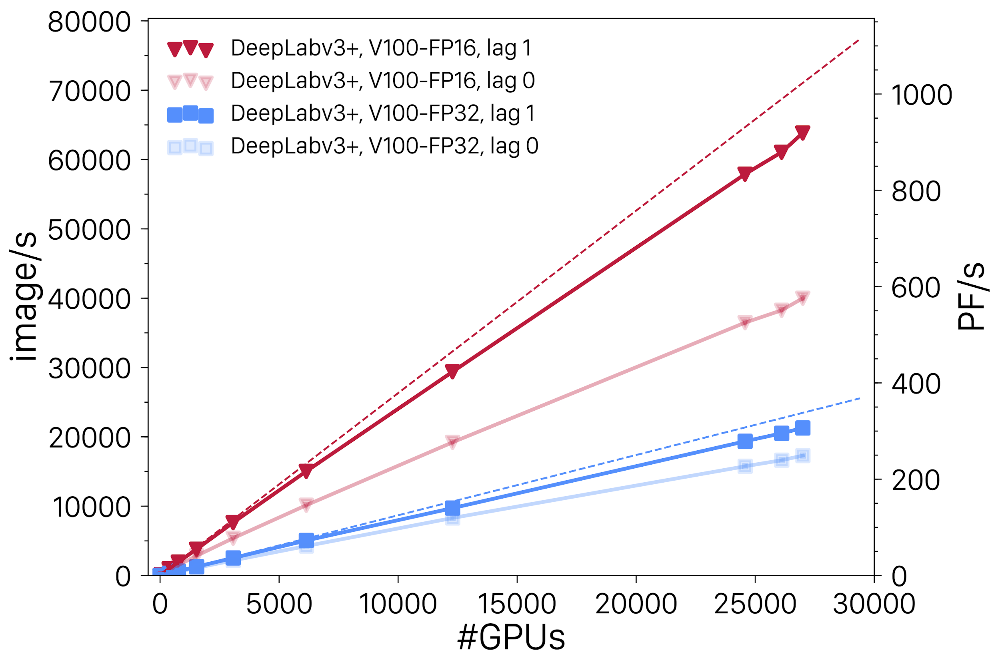 DeepLabv3+, V100-FP16, lag 1
DeepLabv3+, V100-FP16, lag 0
DeepLabv3+, V100-FP32, lag 1
DeepLabv3+, V100-FP32, lag 0
image/s
80000
70000
60000
50000
40000
30000
20000
10000
0
1000
800
600
400
200
0
PF/s
0 5000 10000 15000 20000 25000 30000
#GPUs